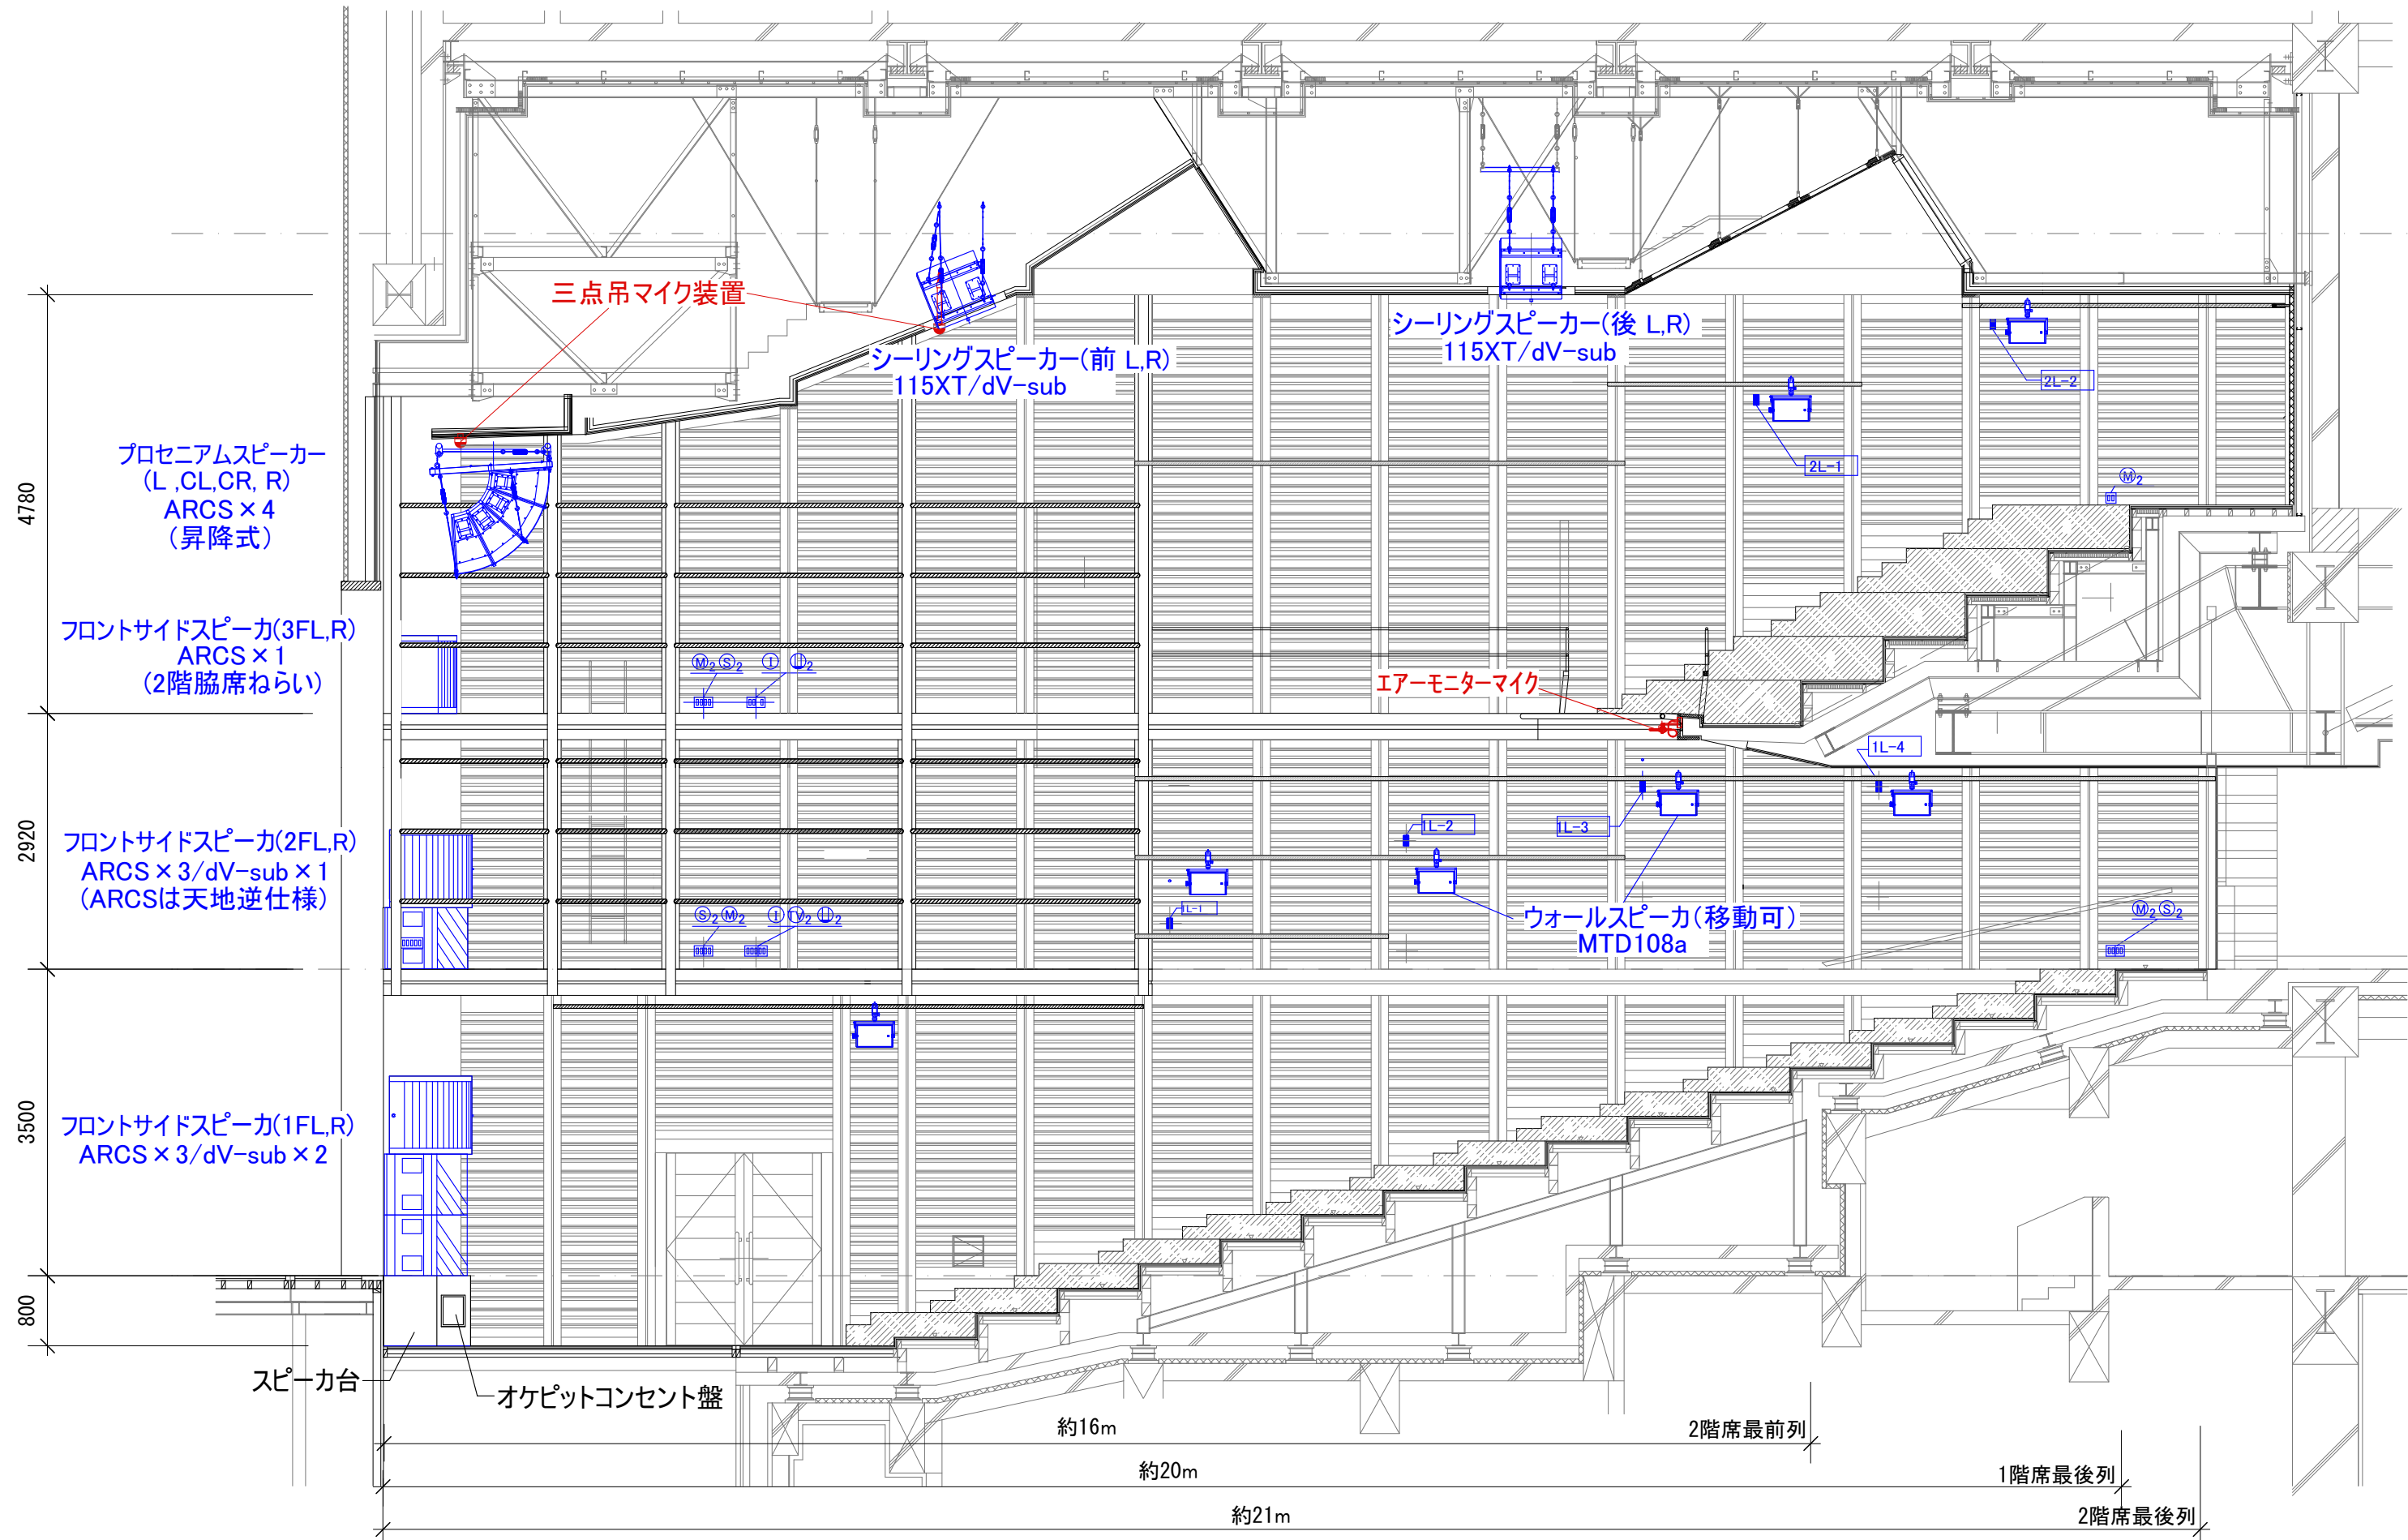 三点吊マイク装置
シーリングスピーカー(前 L,R)
115XT/dV-sub
シーリングスピーカー(後 L,R)
115XT/dV-sub
2L-2
2L-1
Ⓜ2
プロセニアムスピーカー
(L ,CL,CR, R)
ARCS×4
(昇降式)
4780
フロントサイドスピーカ(3FL,R)
ARCS×1
(2階脇席ねらい)
Ⓜ2 Ⓢ2 Ⓘ
エアーモニターマイク
1L-4
1L-3
1L-2
1L-1
2920
フロントサイドスピーカ(2FL,R)
ARCS×3/dV-sub×1
(ARCSは天地逆仕様)
Ⓢ2 Ⓜ2 Ⓘ TV2
ウォールスピーカ(移動可)
MTD108a
Ⓜ2 Ⓢ2
3500
フロントサイドスピーカ(1FL,R)
ARCS×3/dV-sub×2
800
スピーカ台
オケピットコンセント盤
約16m
2階席最前列
約20m
1階席最後列
約21m
2階席最後列